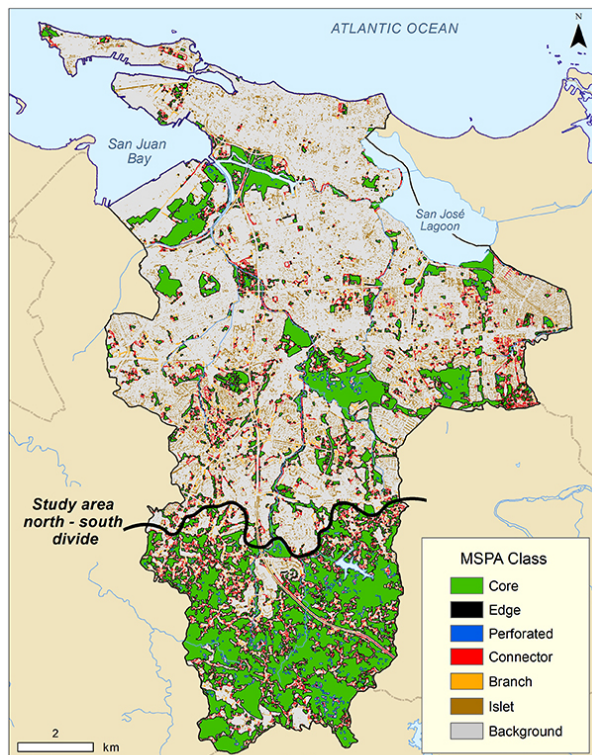 N
ATLANTIC OCEAN
San Juan
Bay
San José
Lagoon
Study area
north - south
divide
MSPA Class
Core
Edge
Perforated
Connector
Branch
Islet
Background
2
km